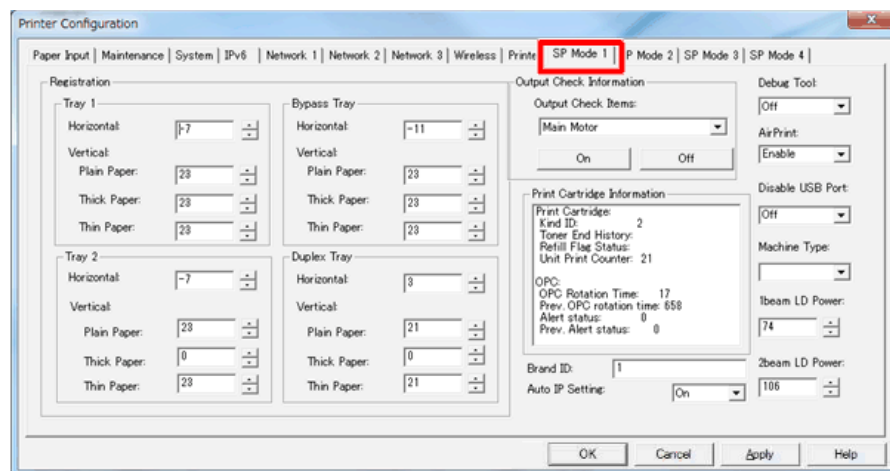 Printer Configuration
Paper Input | Maintenance | System | IPv6 | Network 1 | Network 2 | Network 3 | Wireless | Printe SP Mode 1 P Mode 2 | SP Mode 3 | SP Mode 4
Registration
Tray 1
Horizontal: -7
Vertical:
Plain Paper: 23
Thick Paper: 23
Thin Paper: 23
Bypass Tray
Horizontal: -11
Vertical:
Plain Paper: 23
Thick Paper: 23
Thin Paper: 23
Tray 2
Horizontal: -7
Vertical:
Plain Paper: 23
Thick Paper: 0
Thin Paper: 23
Duplex Tray
Horizontal: 3
Vertical:
Plain Paper: 21
Thick Paper: 0
Thin Paper: 21
Output Check Information
Output Check Items:
Main Motor
On Off
Print Cartridge Information
Print Cartridge:
Kind ID: 2
Toner End History:
Refill Flag Status:
Unit Print Counter: 21
OPC:
OPC Rotation Time: 17
Prev. OPC rotation time: 658
Alert status: 0
Prev. Alert status: 0
Brand ID: 1
Auto IP Setting: On
Debug Tool:
Off
AirPrint:
Enable
Disable USB Port:
Off
Machine Type:
1beam LD Power:
74
2beam LD Power:
106
OK Cancel Apply Help